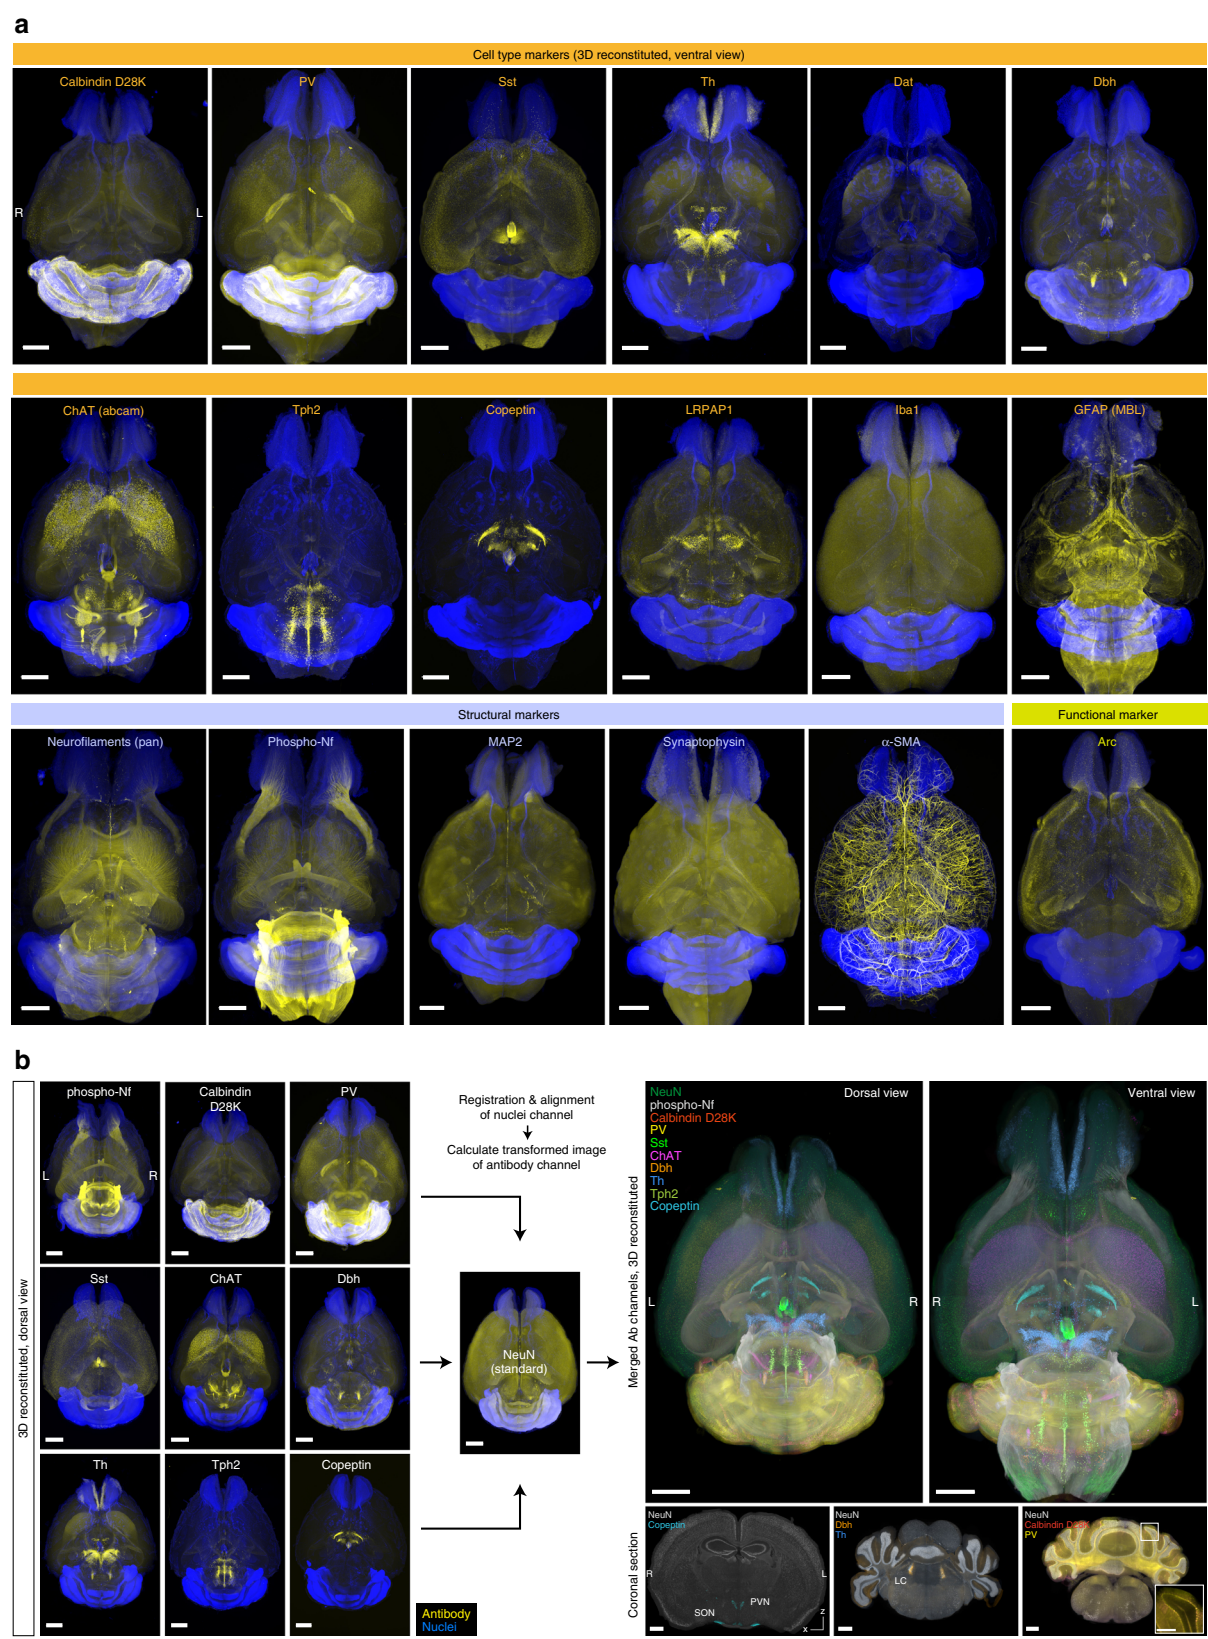 a
Cell type markers (3D reconstituted, ventral view)
Calbindin D28K
PV
Sst
Th
Dat
Dbh
R
L
ChAT (abcam)
Tph2
Copeptin
LRPAP1
Iba1
GFAP (MBL)
Structural markers
Functional marker
Neurofilaments (pan)
Phospho-Nf
MAP2
Synaptophysin
α-SMA
Arc
b
3D reconstituted, dorsal view
phospho-Nf
Calbindin
D28K
PV
L
R
Sst
ChAT
Dbh
Th
Tph2
Copeptin
Antibody
Nuclei
Registration & alignment
of nuclei channel
Calculate transformed image
of antibody channel
NeuN
(standard)
Merged Ab channels, 3D reconstituted
NeuN
phospho-Nf
Calbindin D28K
PV
Sst
ChAT
Dbh
Th
Tph2
Copeptin
Dorsal view
L
R
Ventral view
R
L
Coronal section
NeuN
Copeptin
R
L
SON
PVN
z
x
NeuN
Dbh
Th
LC
NeuN
Calbindin D28K
PV